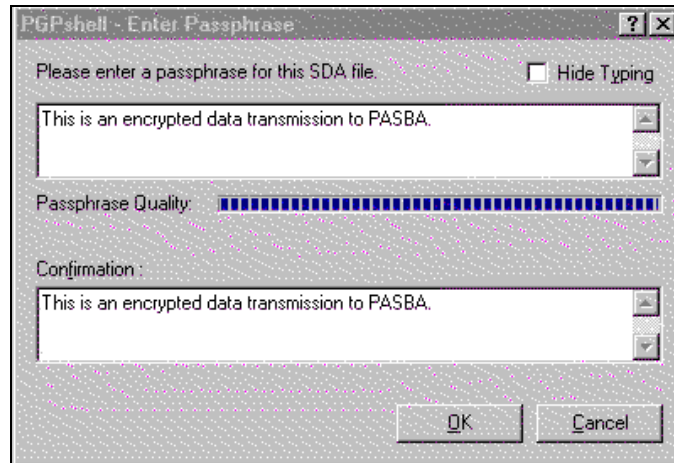 PGPshell - Enter Passphrase
Please enter a passphrase for this SDA file.
Hide Typing
This is an encrypted data transmission to PASBA.
Passphrase Quality:
Confirmation :
This is an encrypted data transmission to PASBA.
OK
Cancel